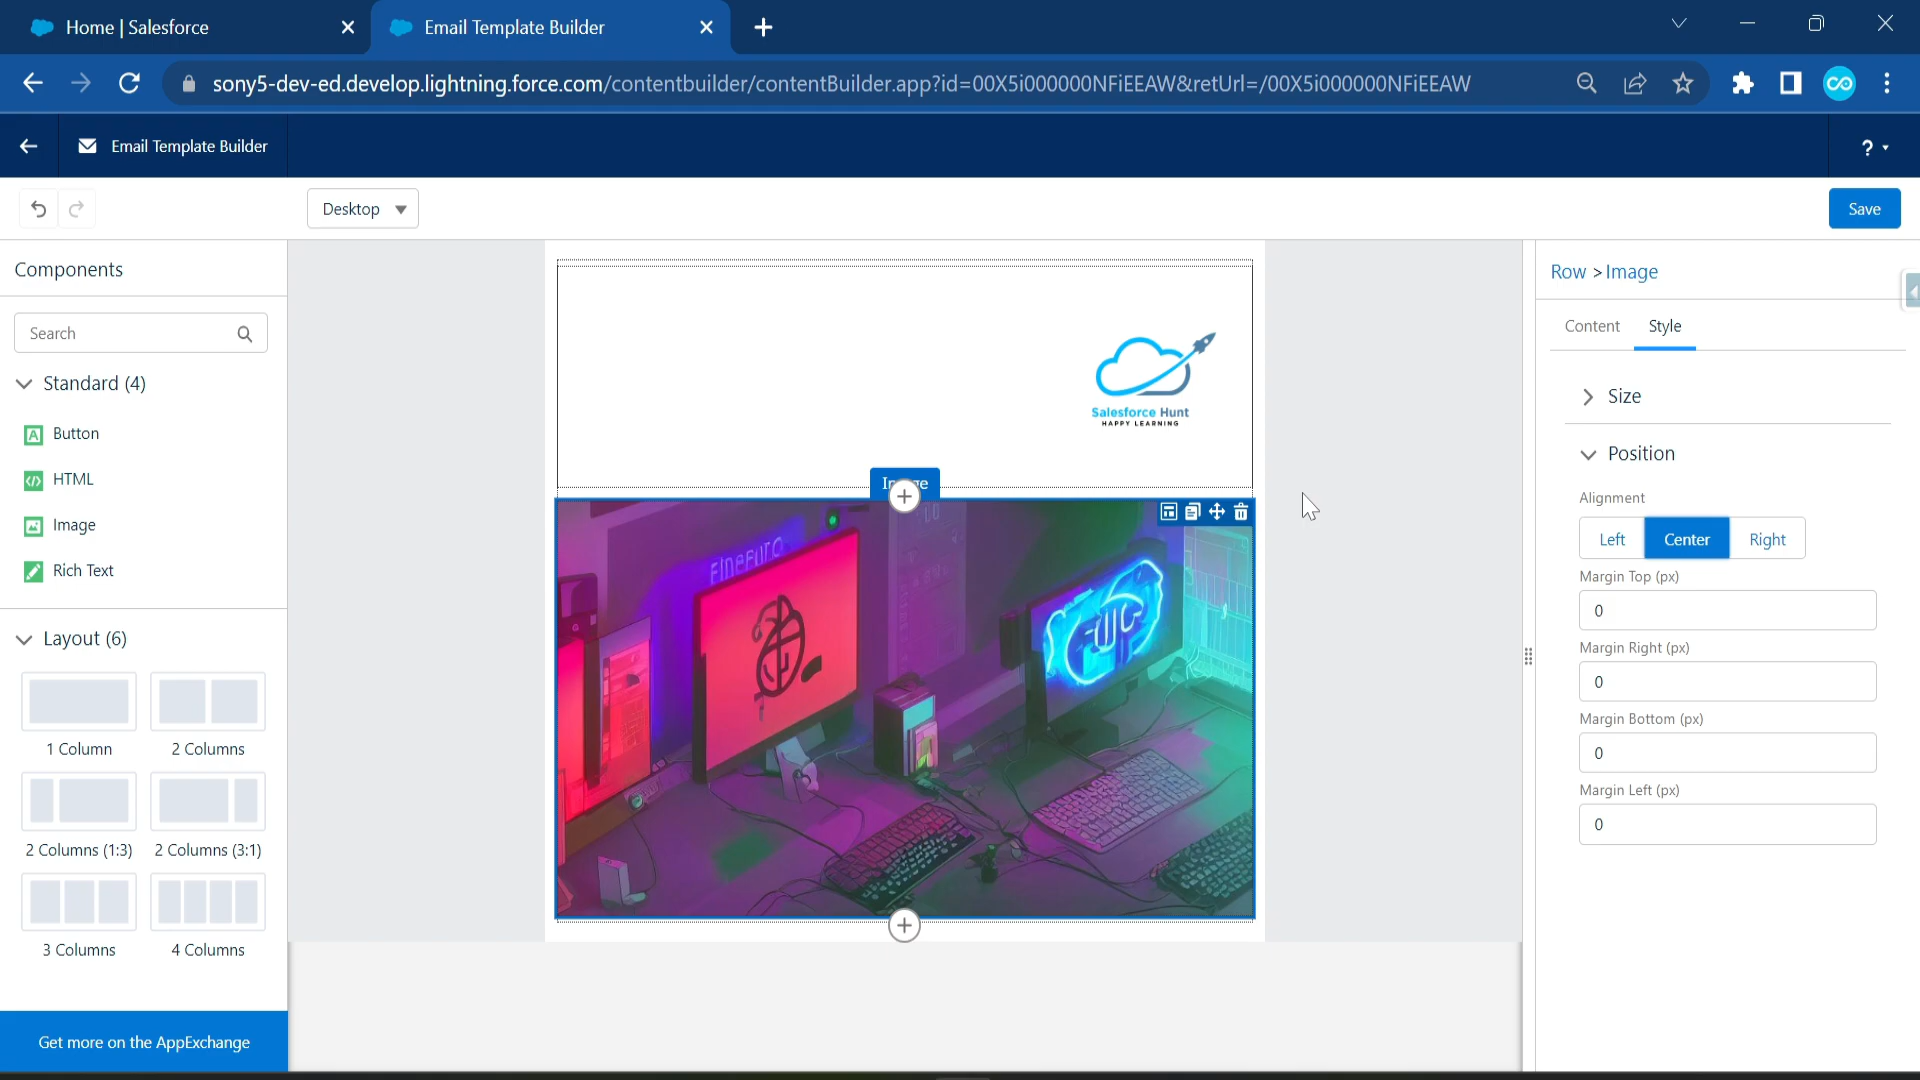 Home | Salesforce
Email Template Builder
sony5-dev-ed.develop.lightning.force.com/contentbuilder/contentBuilder.app?id=00X5i000000NFiEEAW&retUrl=/00X5i000000NFiEEAW
Email Template Builder
?
Desktop
Save
Components
Search
Standard (4)
Button
HTML
Image
Rich Text
Layout (6)
1 Column
2 Columns
2 Columns (1:3)
2 Columns (3:1)
3 Columns
4 Columns
Get more on the AppExchange
Salesforce Hunt
HAPPY LEARNING
Row > Image
Content
Style
Size
Position
Alignment
Left
Center
Right
Margin Top (px)
0
Margin Right (px)
0
Margin Bottom (px)
0
Margin Left (px)
0